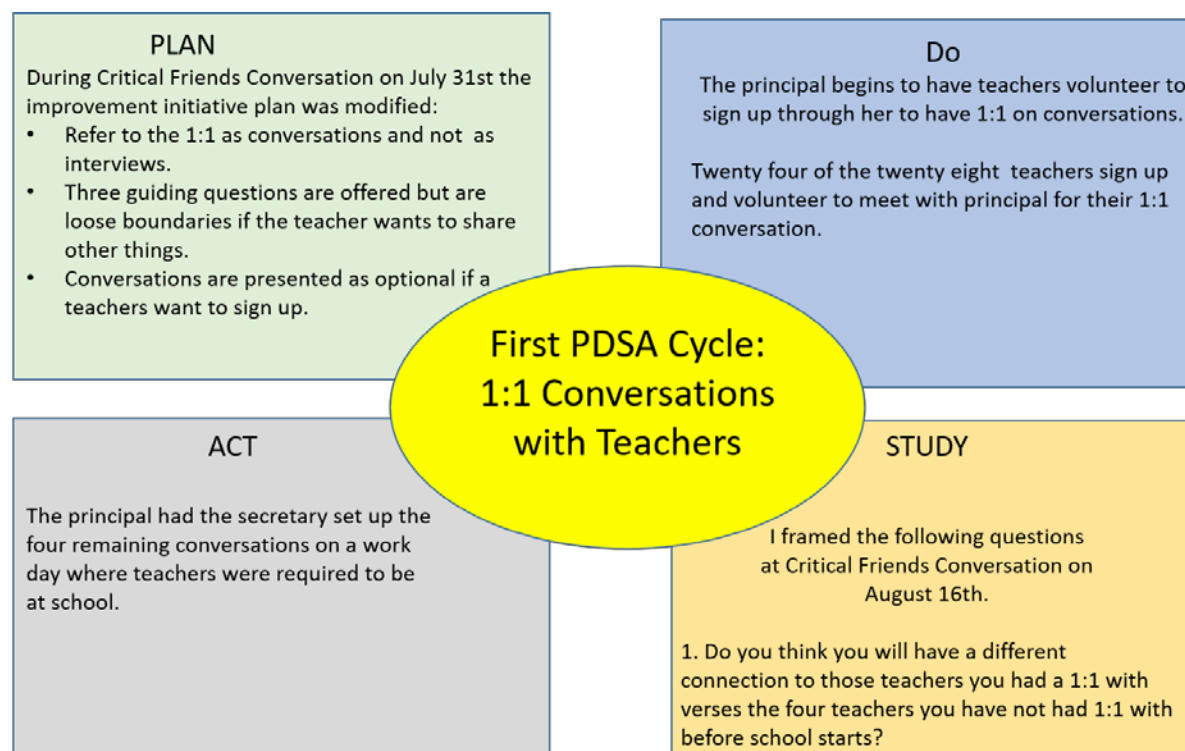 PLAN
During Critical Friends Conversation on July 31st the
improvement initiative plan was modified:
• Refer to the 1:1 as conversations and not as
interviews.
• Three guiding questions are offered but are
loose boundaries if the teacher wants to share
other things.
• Conversations are presented as optional if a
teachers want to sign up.
Do
The principal begins to have teachers volunteer to
sign up through her to have 1:1 on conversations.
Twenty four of the twenty eight teachers sign up
and volunteer to meet with principal for their 1:1
conversation.
First PDSA Cycle:
1:1 Conversations
with Teachers
ACT
The principal had the secretary set up the
four remaining conversations on a work
day where teachers were required to be
at school.
STUDY
I framed the following questions
at Critical Friends Conversation on
August 16th.
1. Do you think you will have a different
connection to those teachers you had a 1:1 with
verses the four teachers you have not had 1:1 with
before school starts?